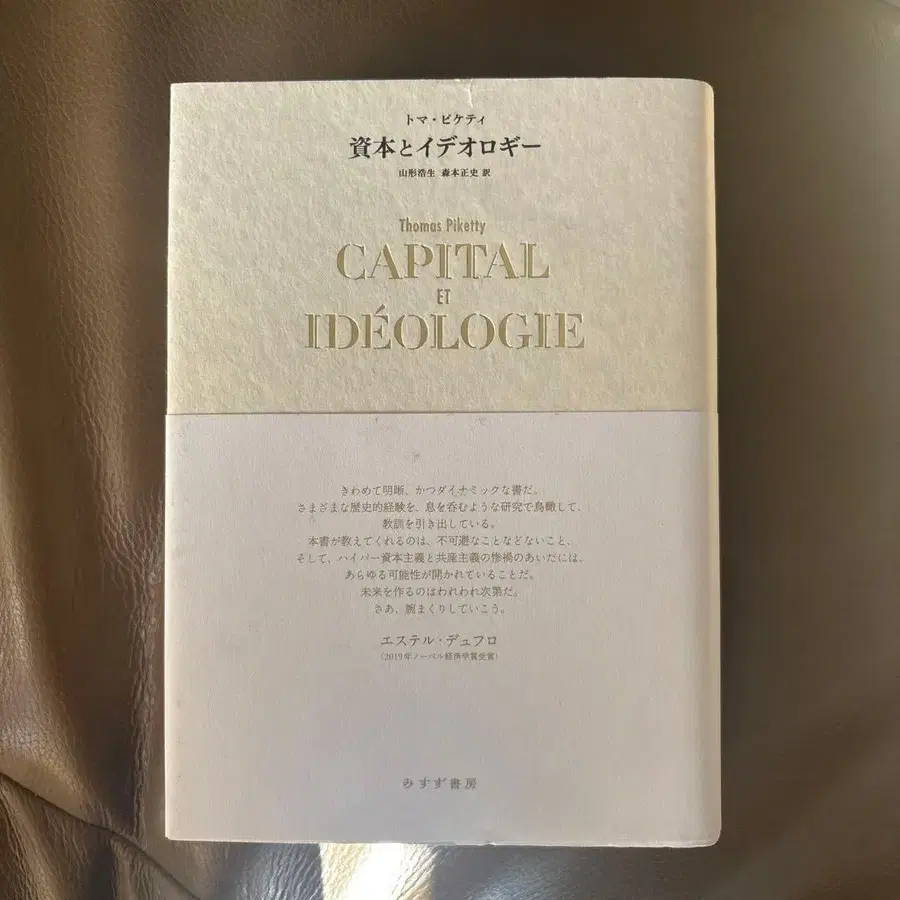 トマ・ピケティ
資本とイデオロギー
山形浩生 森本正史 訳
Thomas Piketty
CAPITAL
ET
IDÉOLOGIE
きわめて明晰、かつダイナミックな書だ。
さまざまな歴史的経験を、息を呑むような研究で鳥瞰して、
教訓を引き出している。
本書が教えてくれるのは、不可避なことなどないこと、
そして、ハイパー資本主義と共産主義の惨禍のあいだには、
あらゆる可能性が開かれていることだ。
未来を作るのはわれわれ次第だ。
さあ、腕まくりしていこう。
エステル・デュフロ
(2019年ノーベル経済学賞受賞)
みすず書房